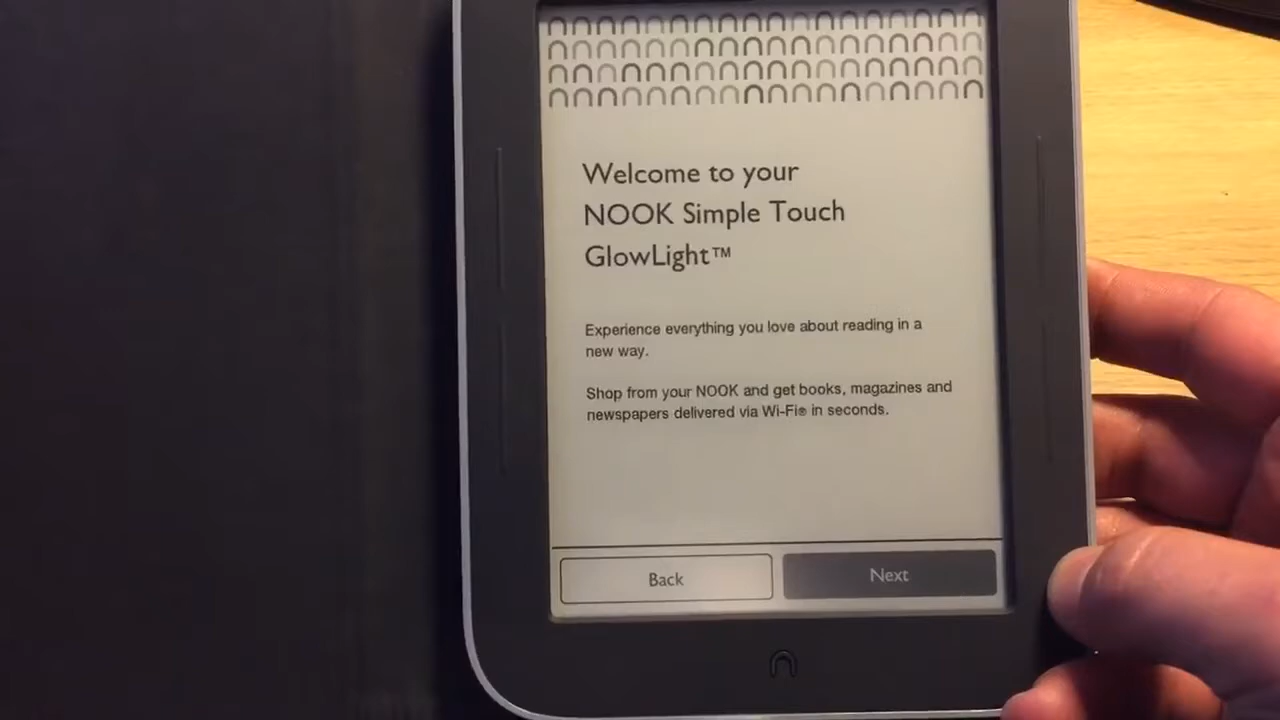 Welcome to your
NOOK Simple Touch
GlowLight™
Experience everything you love about reading in a
new way.
Shop from your NOOK and get books, magazines and
newspapers delivered via Wi-Fi® in seconds.
Back
Next